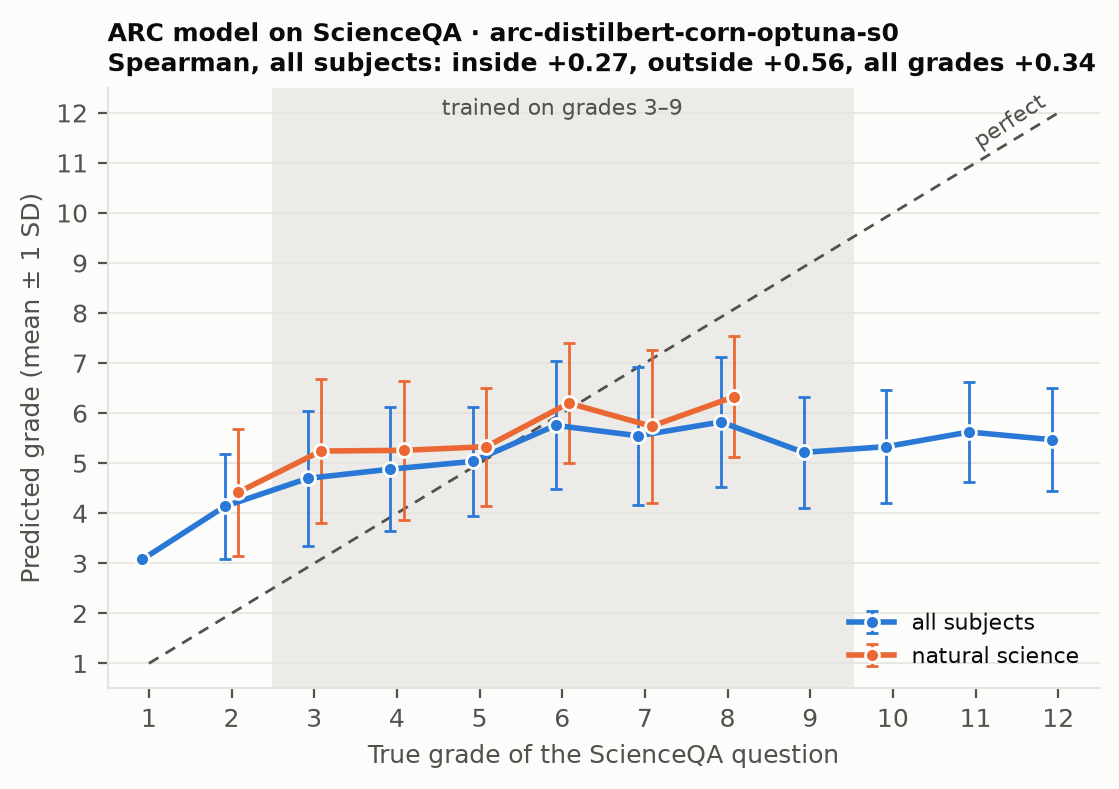 ARC model on ScienceQA · arc-distilbert-corn-optuna-s0
Spearman, all subjects: inside +0.27, outside +0.56, all grades +0.34
trained on grades 3–9
perfect
Predicted grade (mean ± 1 SD)
12
11
10
9
8
7
6
5
4
3
2
1
all subjects
natural science
1 2 3 4 5 6 7 8 9 10 11 12
True grade of the ScienceQA question